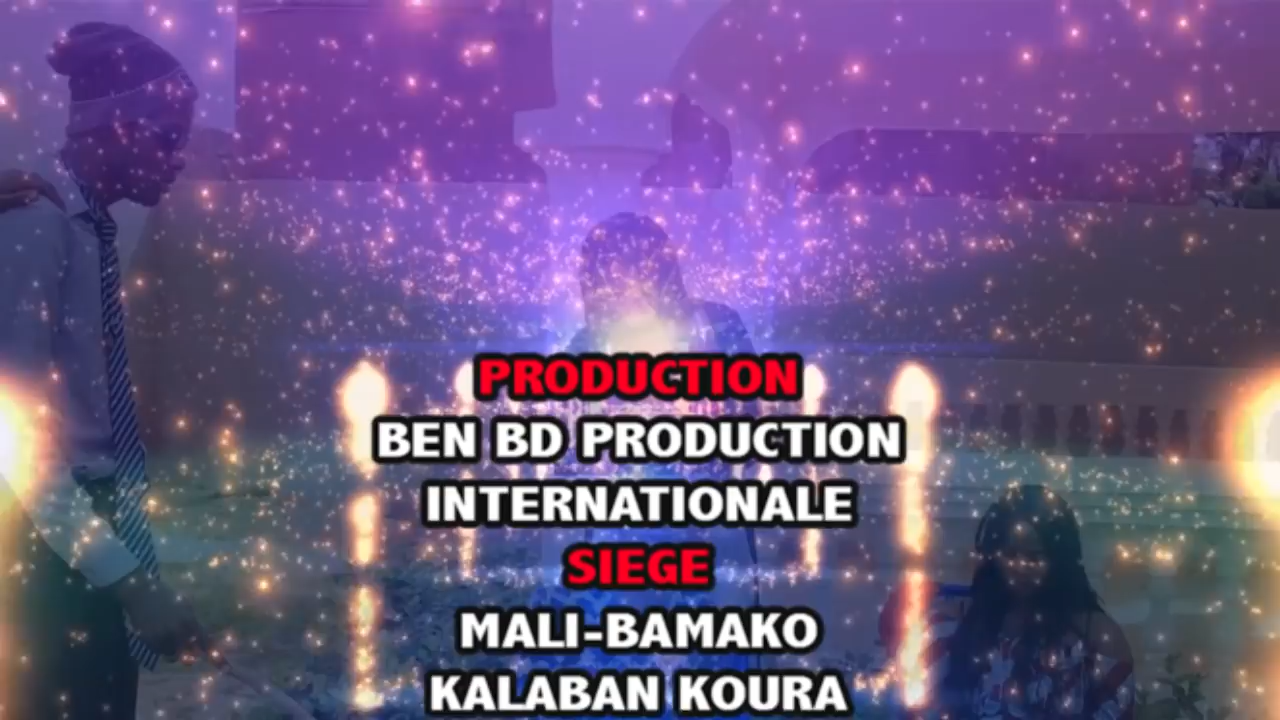 PRODUCTION
BEN BD PRODUCTION
INTERNATIONALE
SIEGE
MALI-BAMAKO
KALABAN KOURA